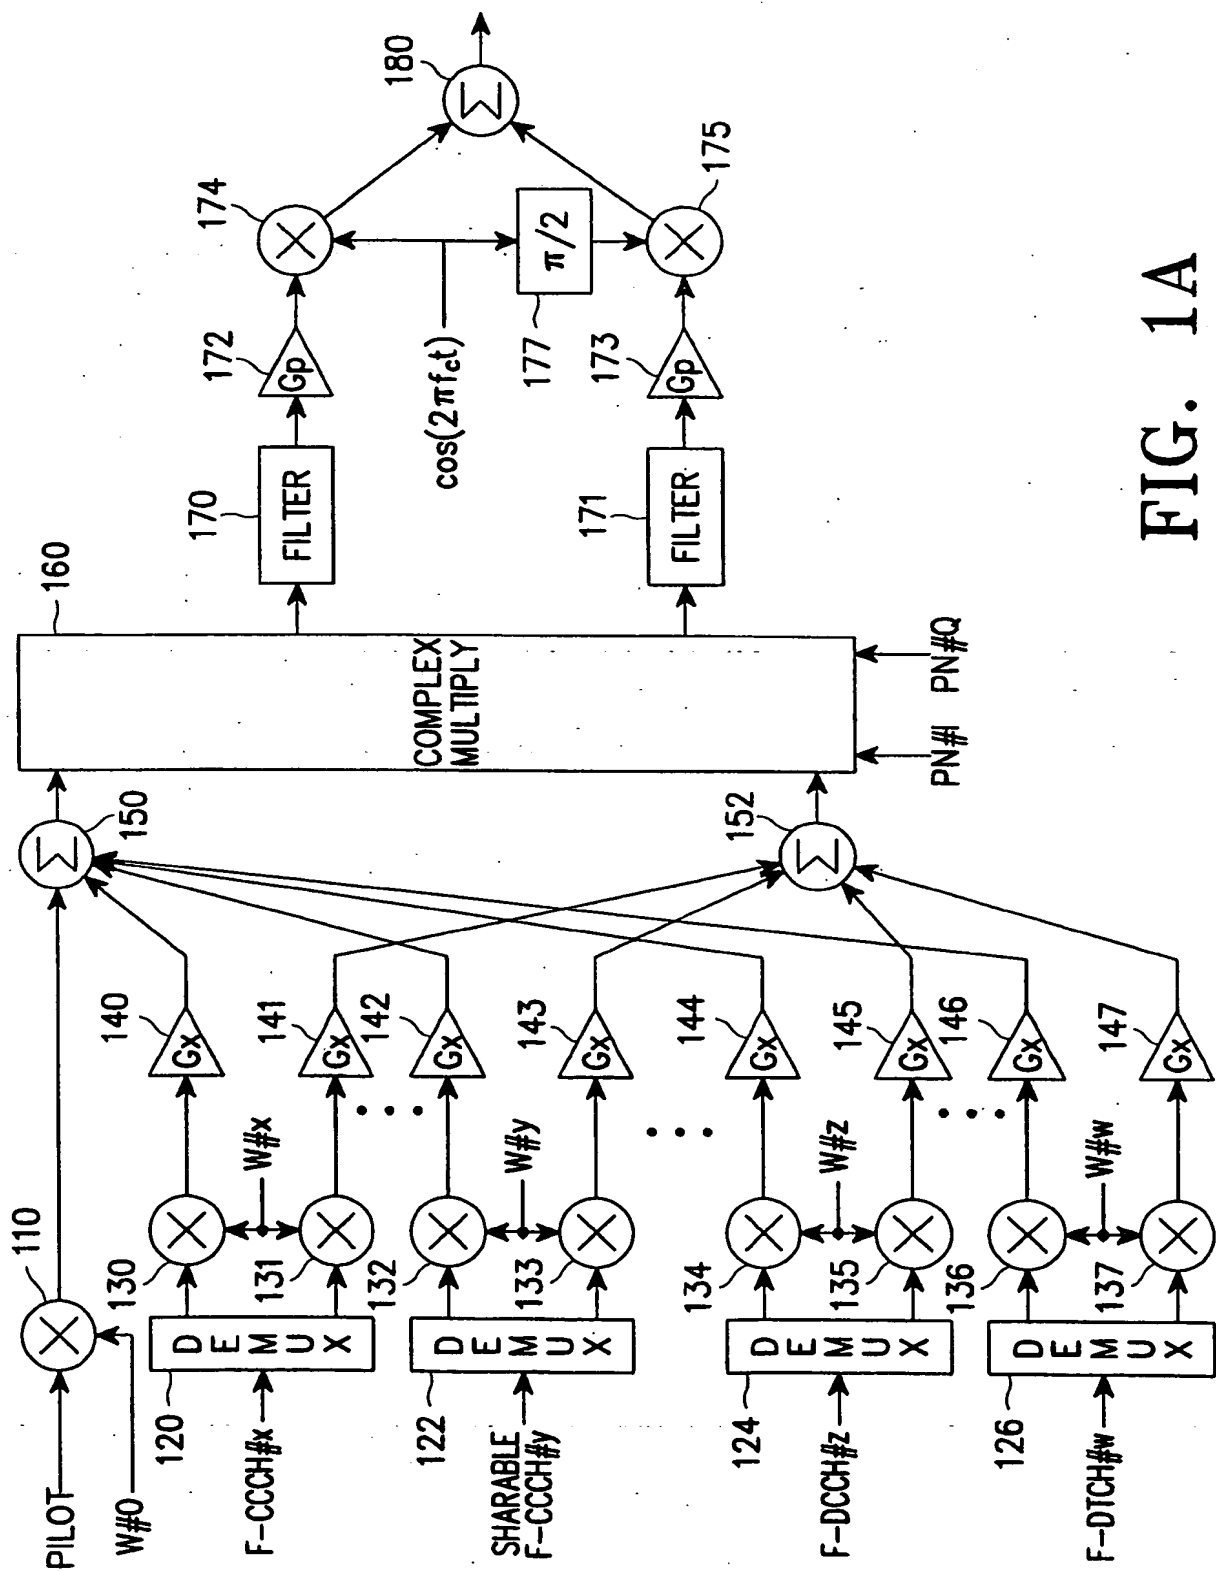 PILOT
W#0
110
F-CCCH#x
120
DEMUX
130
131
W#x
140
Gx
141
Gx
SHARABLE
F-CCCH#y
122
DEMUX
132
133
W#y
142
Gx
143
Gx
F-DCCH#z
124
DEMUX
134
135
W#z
144
Gx
145
Gx
F-DTCH#w
126
DEMUX
136
137
W#w
146
Gx
147
Gx
Σ
150
Σ
152
COMPLEX
MULTIPLY
160
PN#I
PN#Q
170
FILTER
171
FILTER
172
Gp
173
Gp
cos(2πfct)
174
177
π/2
175
Σ
180
FIG. 1A